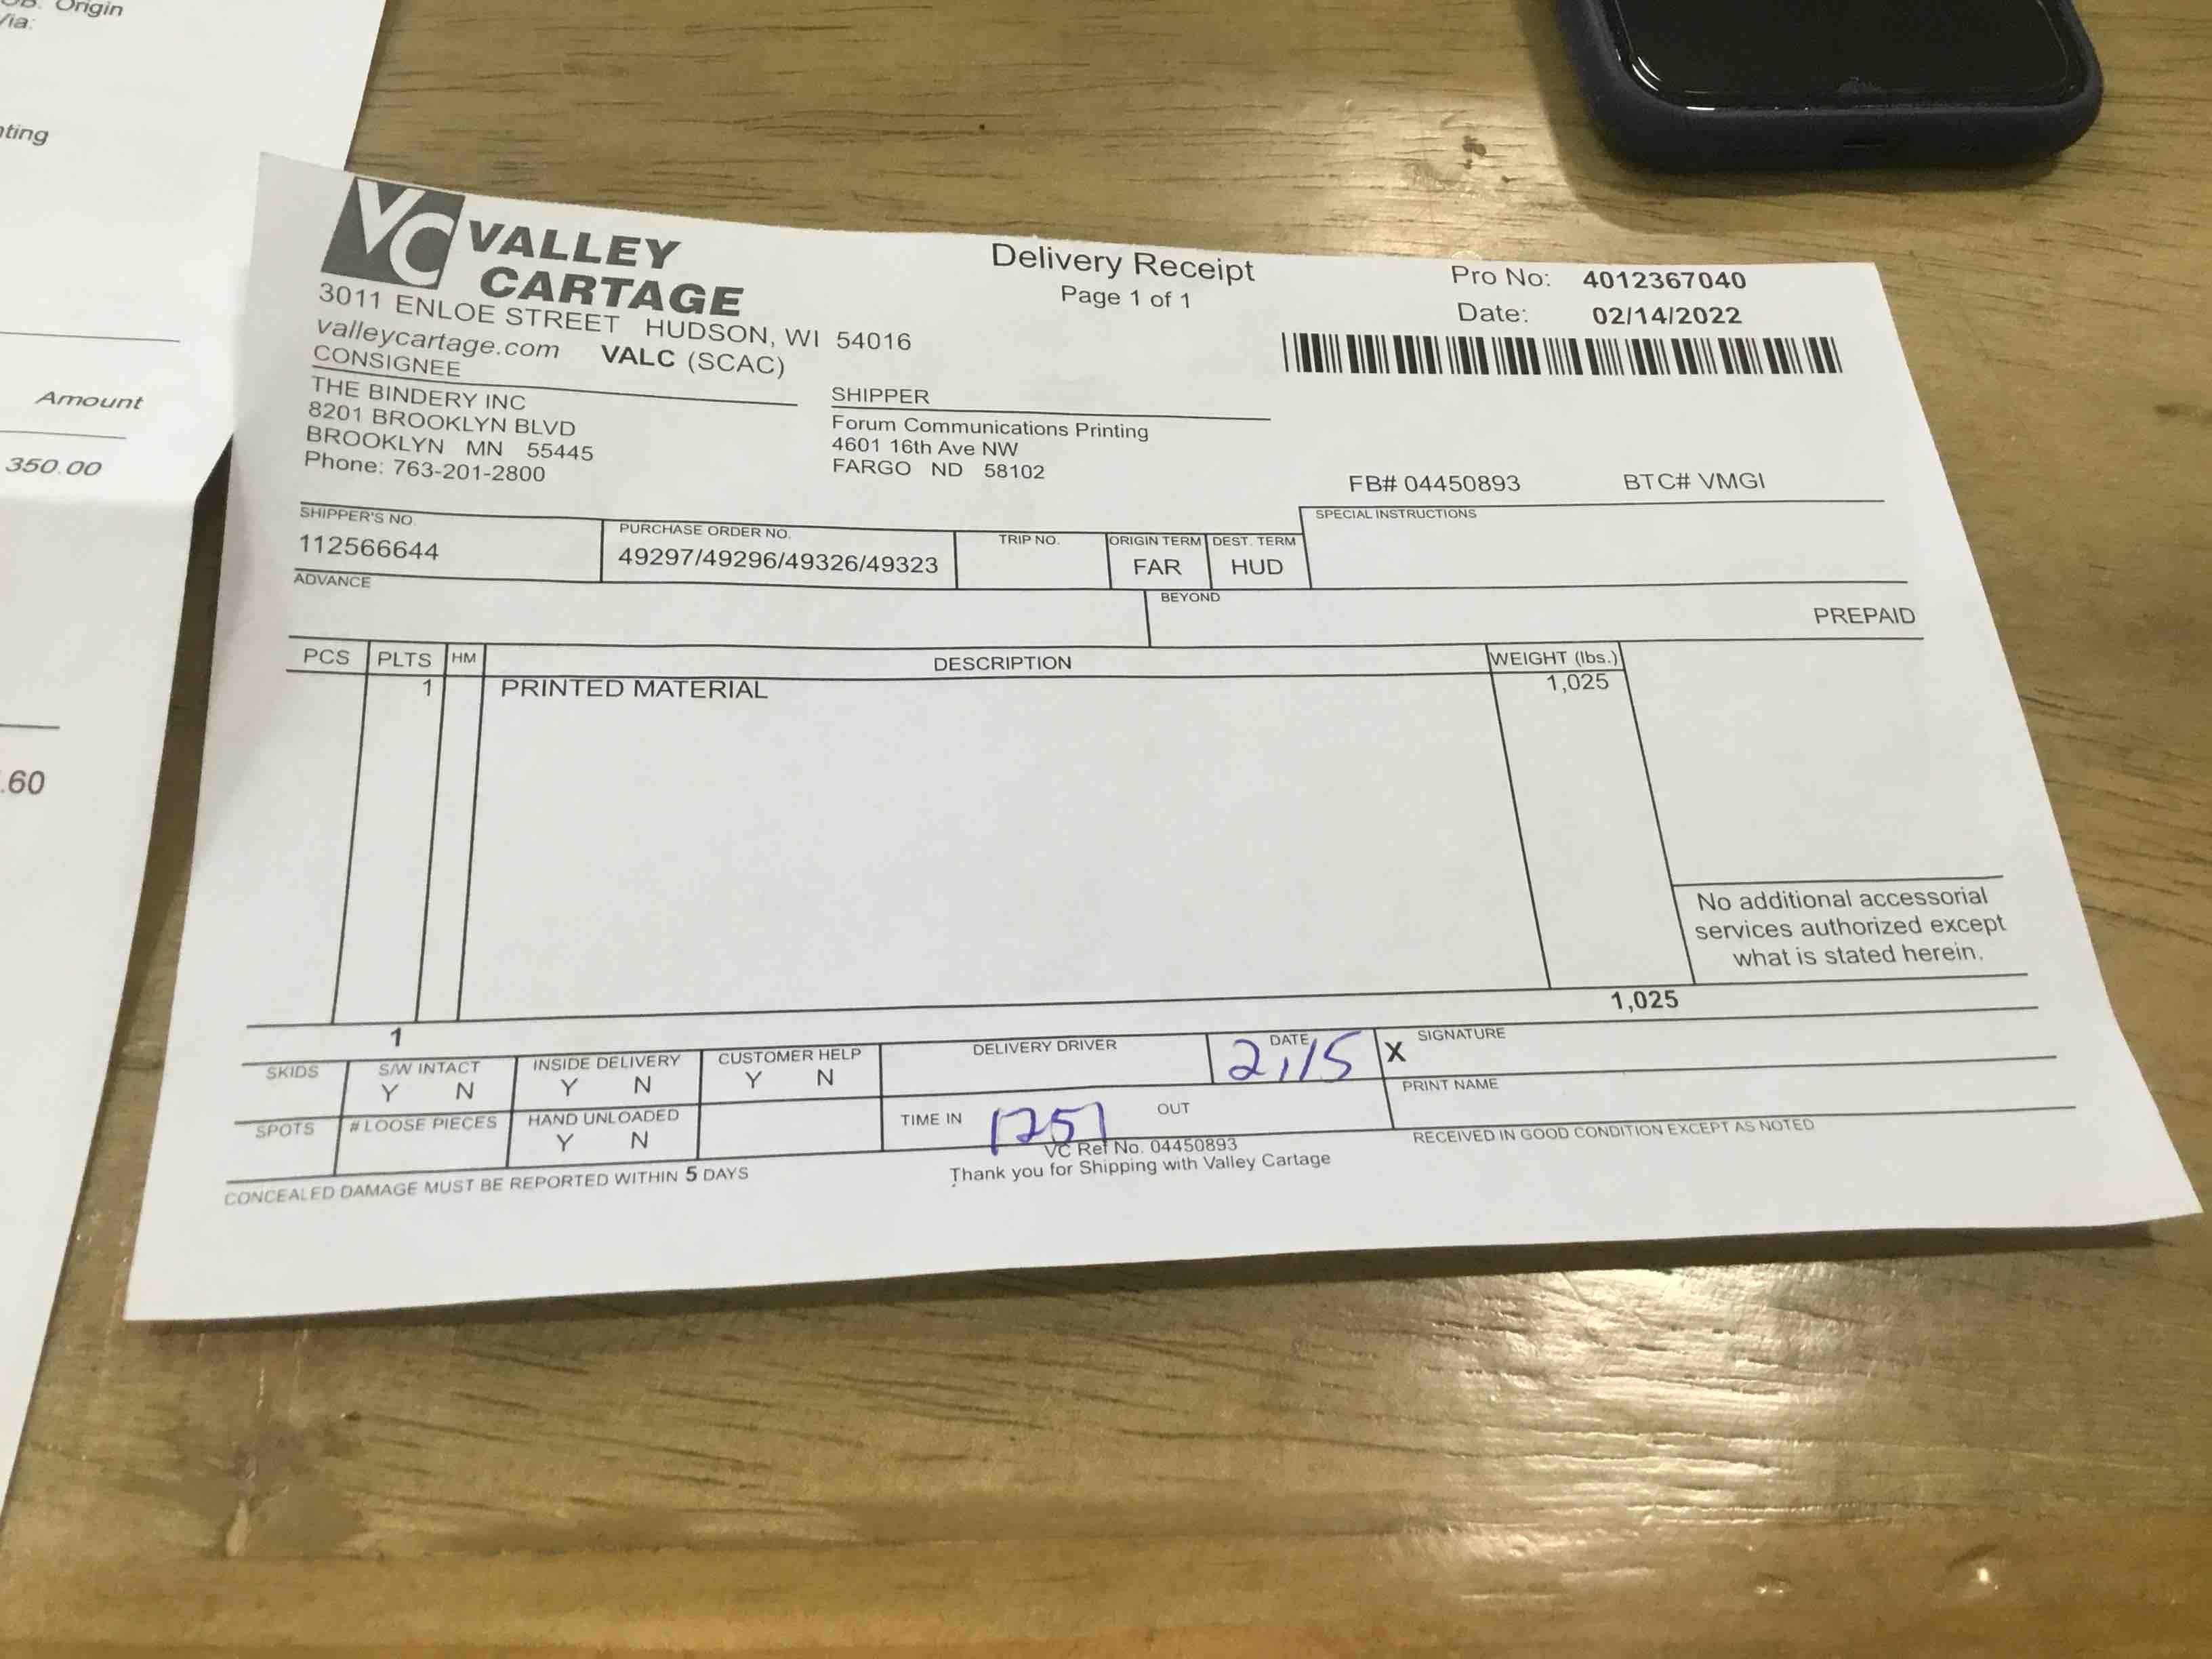 OB: Origin
Via:
nting
Amount
350.00
.60
VC VALLEY
CARTAGE
3011 ENLOE STREET HUDSON, WI 54016
valleycartage.com VALC (SCAC)
Delivery Receipt
Page 1 of 1
Pro No: 4012367040
Date: 02/14/2022
CONSIGNEE
THE BINDERY INC
8201 BROOKLYN BLVD
BROOKLYN MN 55445
Phone: 763-201-2800
SHIPPER
Forum Communications Printing
4601 16th Ave NW
FARGO ND 58102
FB# 04450893 BTC# VMGI
SHIPPER'S NO.
112566644
PURCHASE ORDER NO.
49297/49296/49326/49323
TRIP NO.
ORIGIN TERM
FAR
DEST. TERM
HUD
SPECIAL INSTRUCTIONS
ADVANCE
BEYOND
PREPAID
PCS PLTS HM DESCRIPTION WEIGHT (lbs.)
1 PRINTED MATERIAL 1,025
No additional accessorial
services authorized except
what is stated herein.
1 1,025
SKIDS
S/W INTACT
Y N
INSIDE DELIVERY
Y N
CUSTOMER HELP
Y N
DELIVERY DRIVER
DATE
2/15
X SIGNATURE
PRINT NAME
SPOTS
# LOOSE PIECES
HAND UNLOADED
Y N
TIME IN 1251 OUT
RECEIVED IN GOOD CONDITION EXCEPT AS NOTED
VC Ref No. 04450893
Thank you for Shipping with Valley Cartage
CONCEALED DAMAGE MUST BE REPORTED WITHIN 5 DAYS